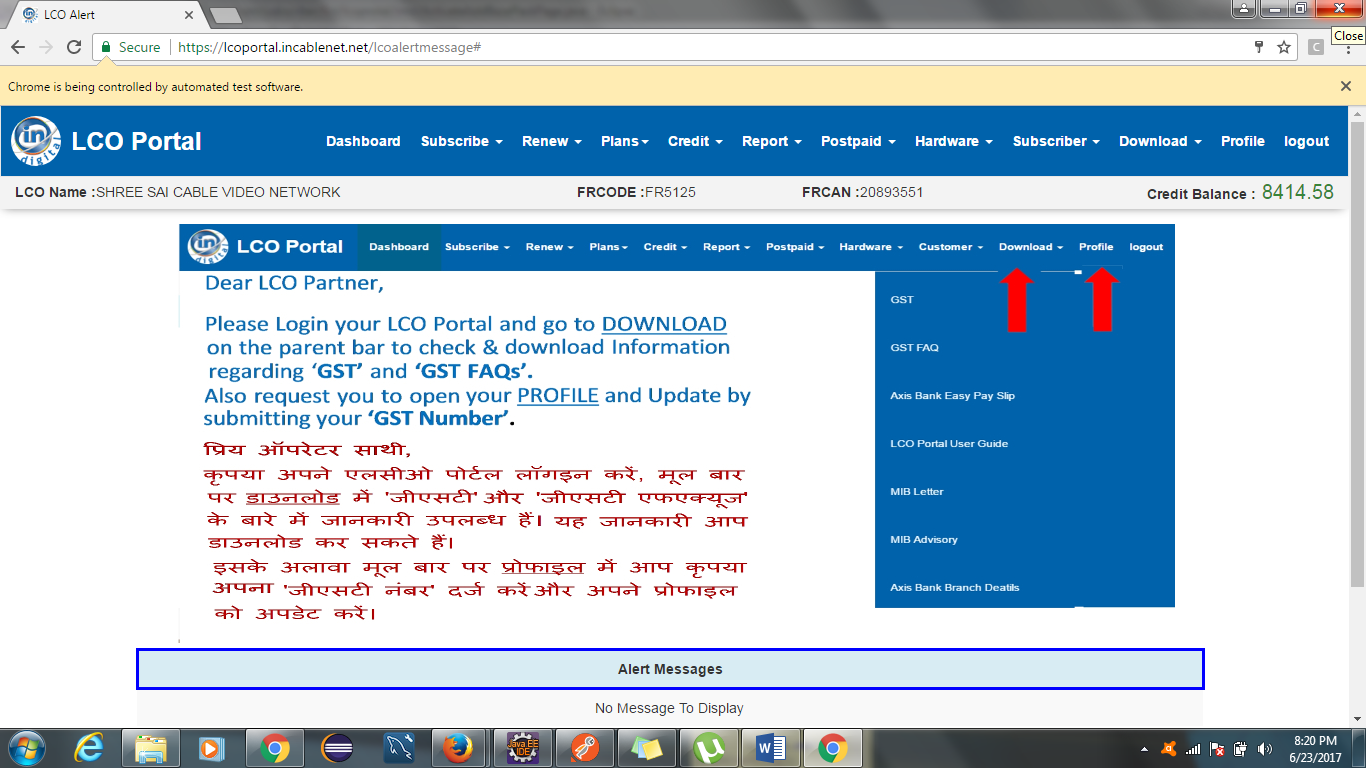 LCO Alert
Close
Secure https://lcoportal.incablenet.net/lcoalertmessage#
Chrome is being controlled by automated test software.
in digital LCO Portal Dashboard Subscribe Renew Plans Credit Report Postpaid Hardware Subscriber Download Profile logout
LCO Name :SHREE SAI CABLE VIDEO NETWORK FRCODE :FR5125 FRCAN :20893551 Credit Balance : 8414.58
in digital LCO Portal Dashboard Subscribe Renew Plans Credit Report Postpaid Hardware Customer Download Profile logout
Dear LCO Partner,
Please Login your LCO Portal and go to DOWNLOAD
on the parent bar to check & download Information
regarding ‘GST’ and ‘GST FAQs’.
Also request you to open your PROFILE and Update by
submitting your ‘GST Number’.
प्रिय ऑपरेटर साथी,
कृपया अपने एलसीओ पोर्टल लॉगइन करें, मूल बार
पर डाउनलोड में 'जीएसटी' और 'जीएसटी एफएक्यूज'
के बारे में जानकारी उपलब्ध हैं। यह जानकारी आप
डाउनलोड कर सकते हैं।
इसके अलावा मूल बार पर प्रोफाइल में आप कृपया
अपना 'जीएसटी नंबर' दर्ज करें और अपने प्रोफाइल
को अपडेट करें।
GST
GST FAQ
Axis Bank Easy Pay Slip
LCO Portal User Guide
MIB Letter
MIB Advisory
Axis Bank Branch Deatils
Alert Messages
No Message To Display
Java EE
IDE
8:20 PM
6/23/2017